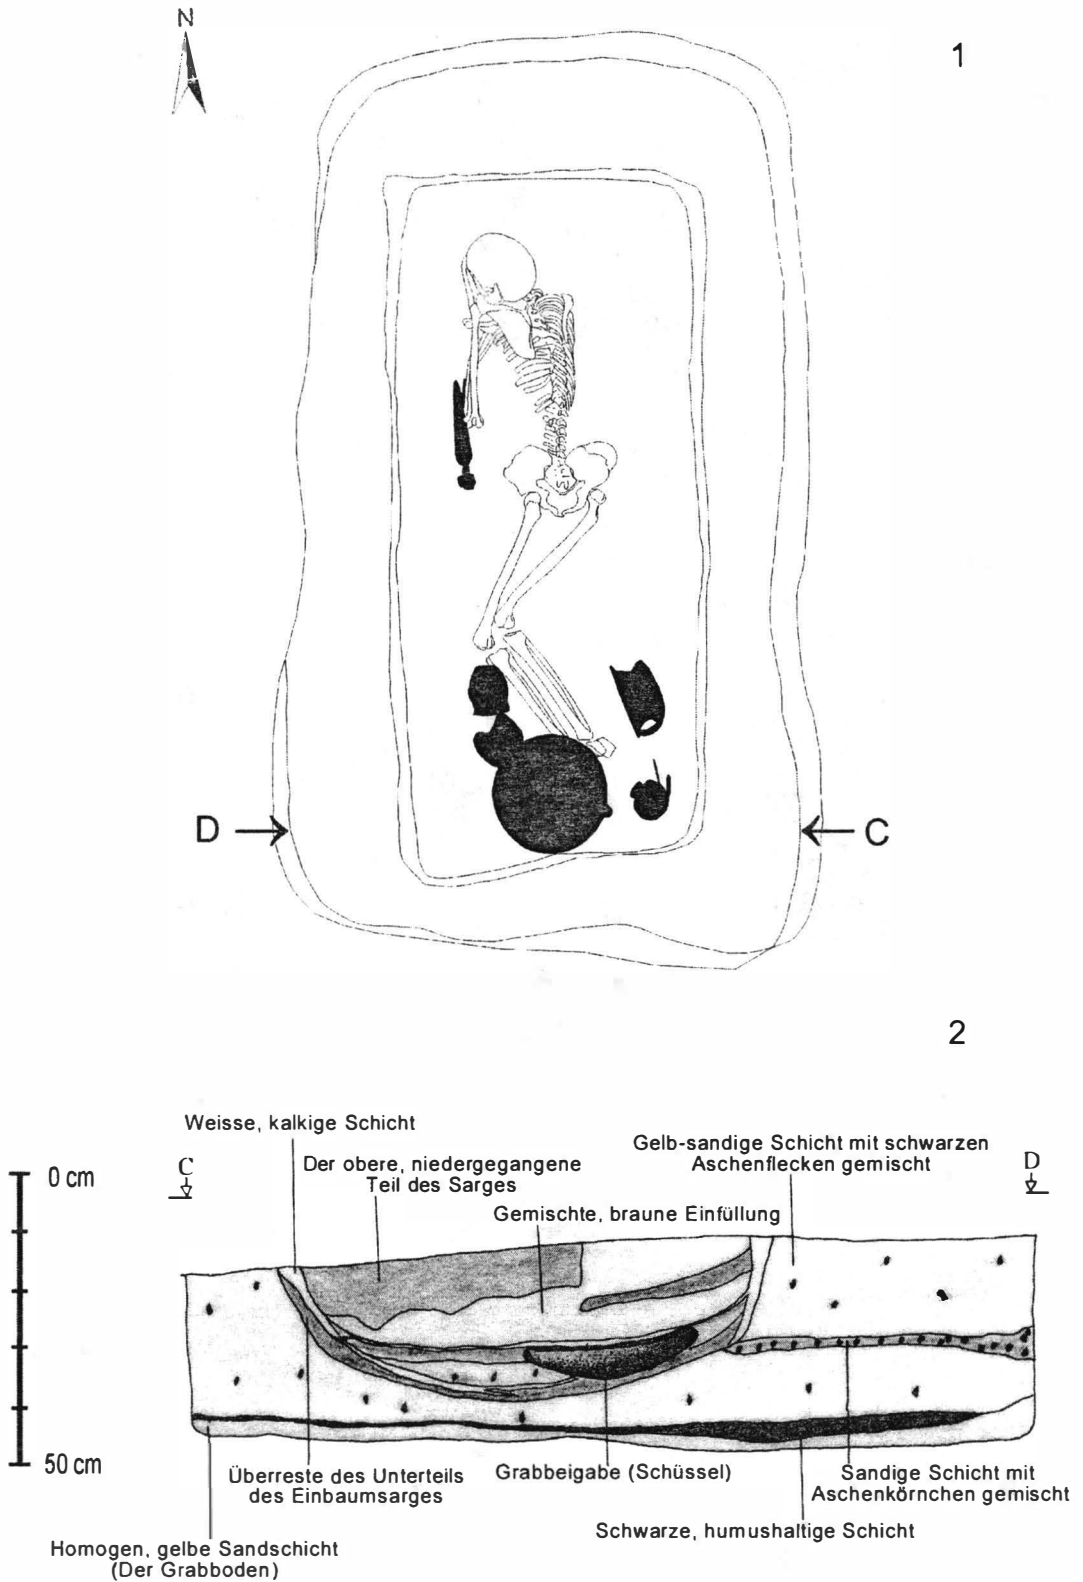 N
1
D
C
2
Weisse, kalkige Schicht
Gelb-sandige Schicht mit schwarzen
Aschenflecken gemischt
C
Der obere, niedergegangene
Teil des Sarges
D
0 cm
Gemischte, braune Einfüllung
50 cm
Überreste des Unterteils
des Einbaumsarges
Grabbeigabe (Schüssel)
Sandige Schicht mit
Aschenkörnchen gemischt
Schwarze, humushaltige Schicht
Homogen, gelbe Sandschicht
(Der Grabboden)